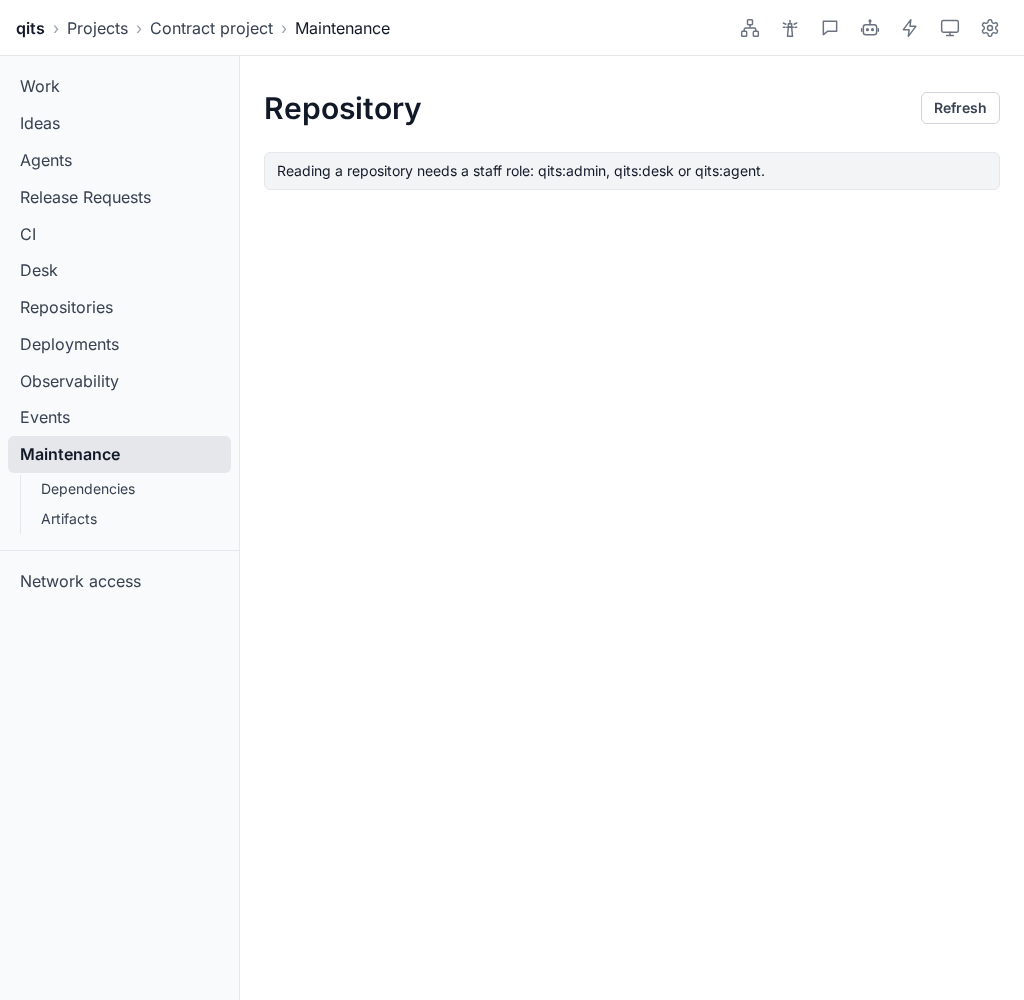 qits › Projects › Contract project › Maintenance
Work
Ideas
Agents
Release Requests
CI
Desk
Repositories
Deployments
Observability
Events
Maintenance
Dependencies
Artifacts
Network access
Repository
Refresh
Reading a repository needs a staff role: qits:admin, qits:desk or qits:agent.